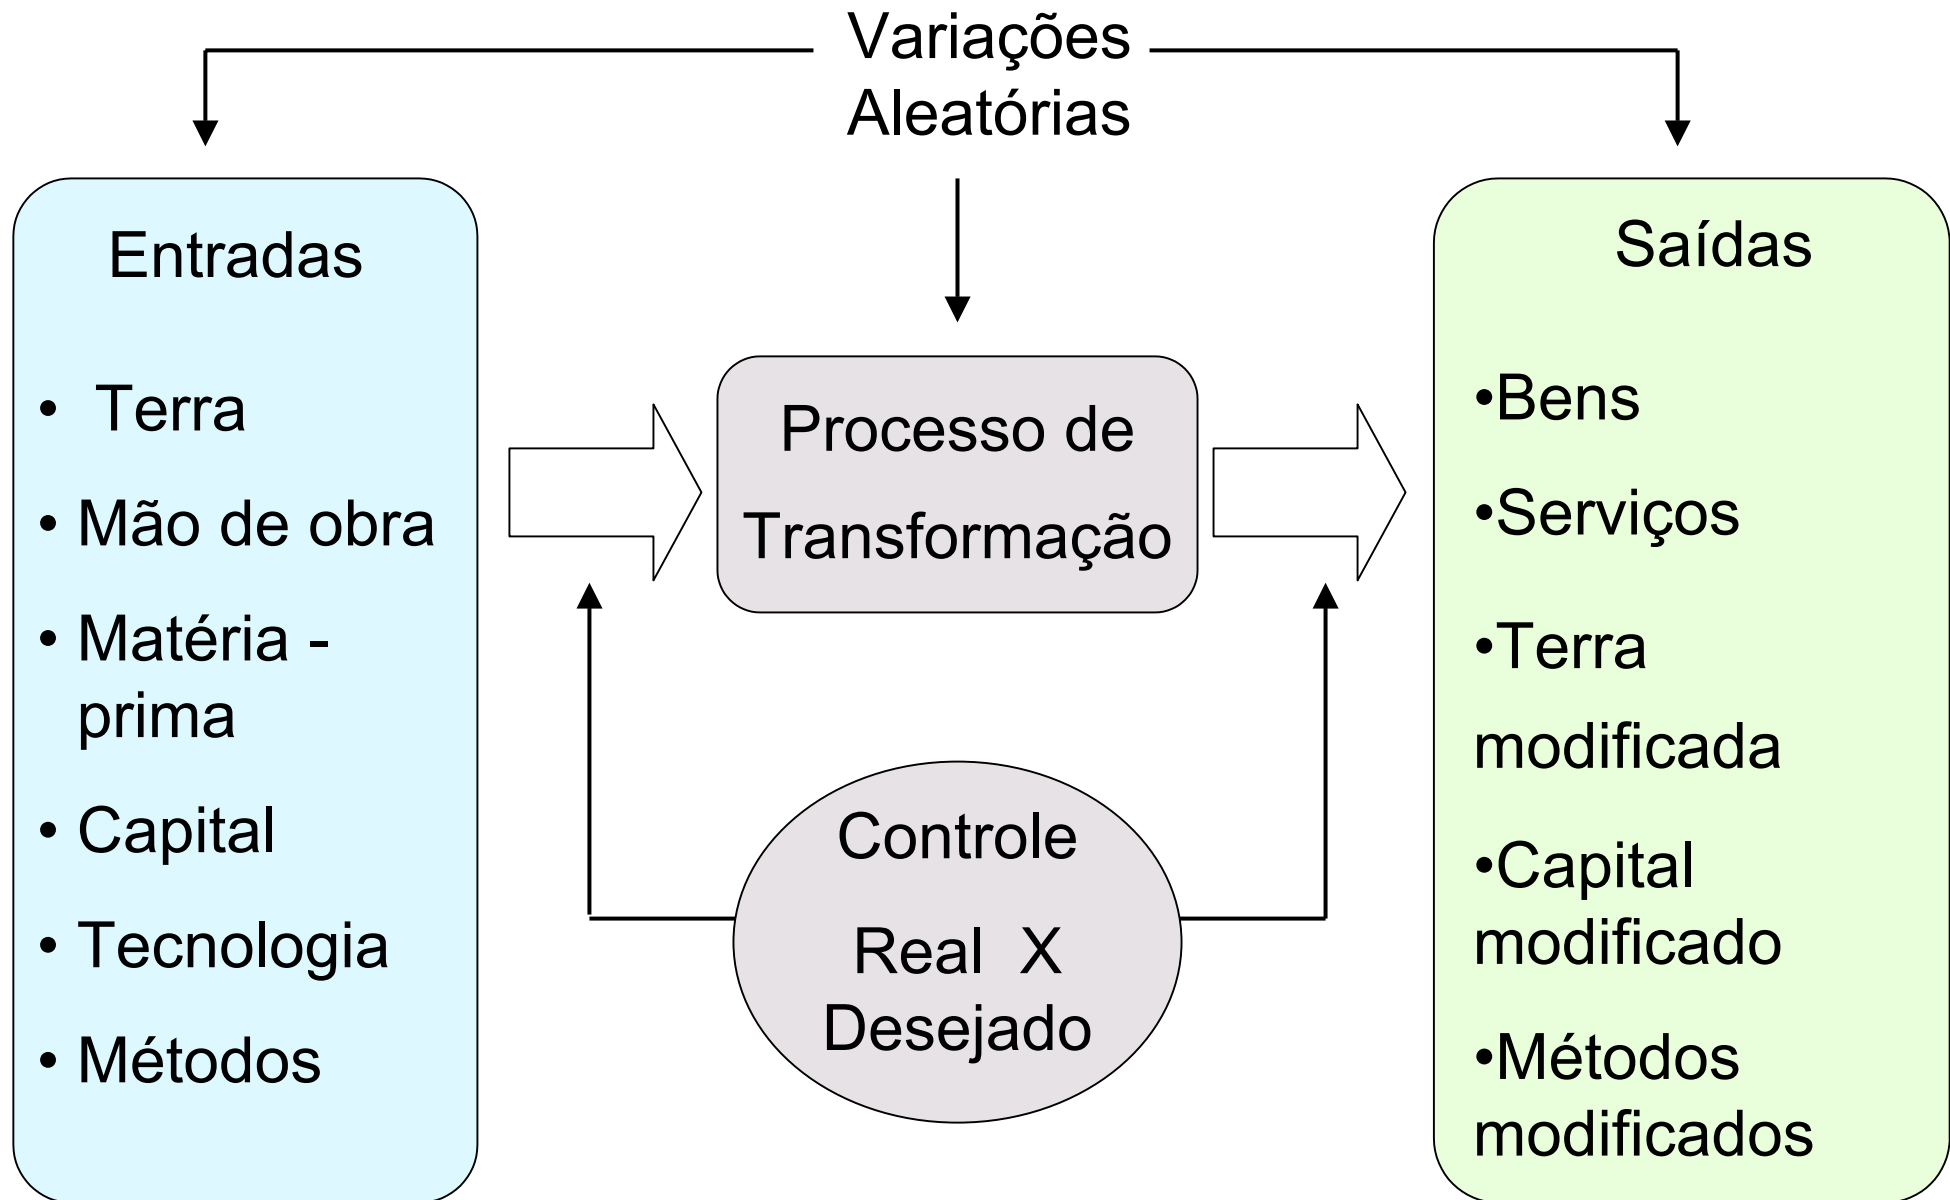 Variações
Aleatórias
Entradas
• Terra
• Mão de obra
• Matéria -
prima
• Capital
• Tecnologia
• Métodos
Processo de
Transformação
Controle
Real X
Desejado
Saídas
•Bens
•Serviços
•Terra
modificada
•Capital
modificado
•Métodos
modificados